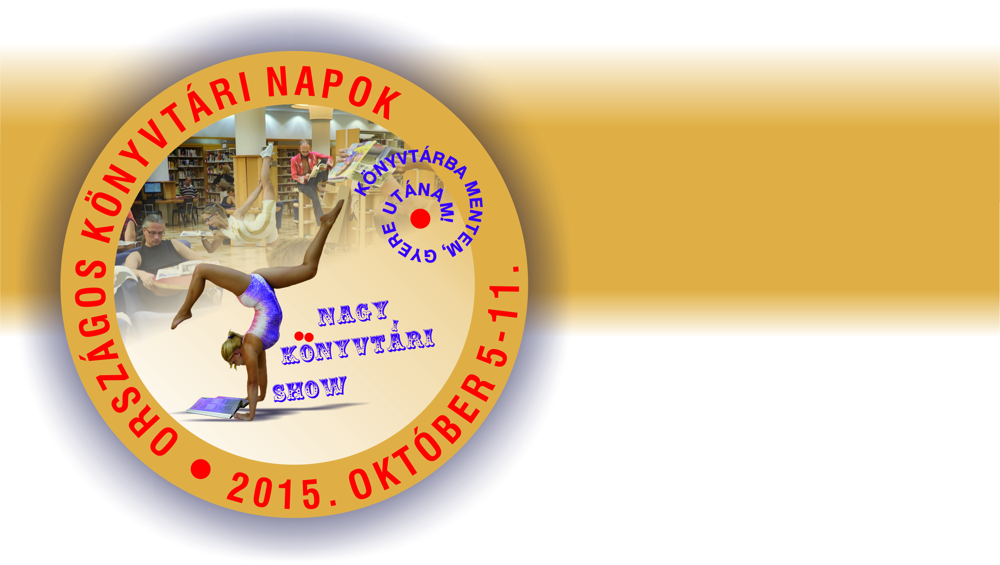 ORSZÁGOS KÖNYVTÁRI NAPOK
2015. OKTÓBER 5-11.
KÖNYVTÁRBA MENTEM, GYERE UTÁNAM!
NAGY
KÖNYVTÁRI
SHOW